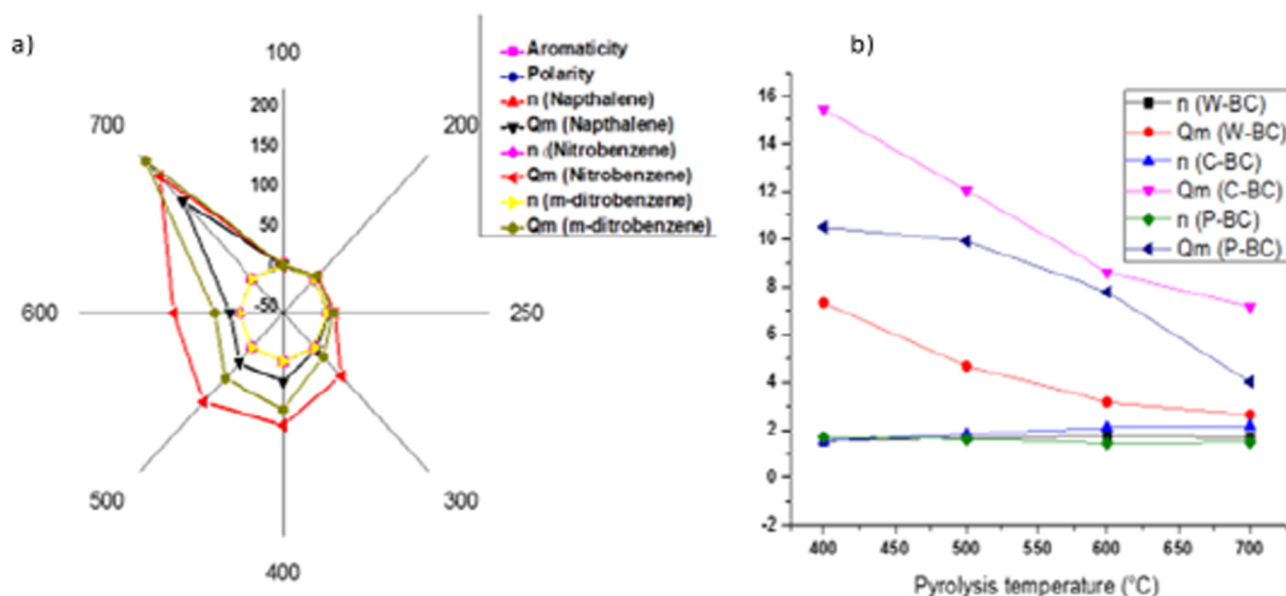 a)
100
200
250
300
400
500
600
700
200
150
100
50
0
-50
Aromaticity
Polarity
n (Napthalene)
Qm (Napthalene)
n (Nitrobenzene)
Qm (Nitrobenzene)
n (m-ditrobenzene)
Qm (m-ditrobenzene)
b)
16
14
12
10
8
6
4
2
0
-2
400 450 500 550 600 650 700
Pyrolysis temperature (°C)
n (W-BC)
Qm (W-BC)
n (C-BC)
Qm (C-BC)
n (P-BC)
Qm (P-BC)